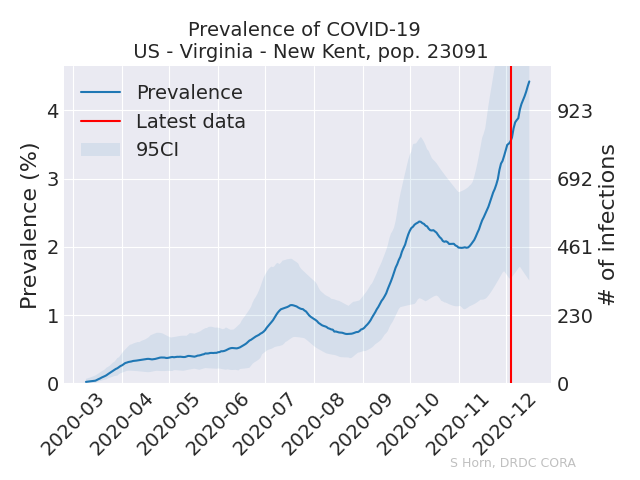 Prevalence of COVID-19
US - Virginia - New Kent, pop. 23091
Prevalence
Latest data
95CI
Prevalence (%)
4
3
2
1
0
923
692
461
230
0
# of infections
2020-03
2020-04
2020-05
2020-06
2020-07
2020-08
2020-09
2020-10
2020-11
2020-12
S Horn, DRDC CORA